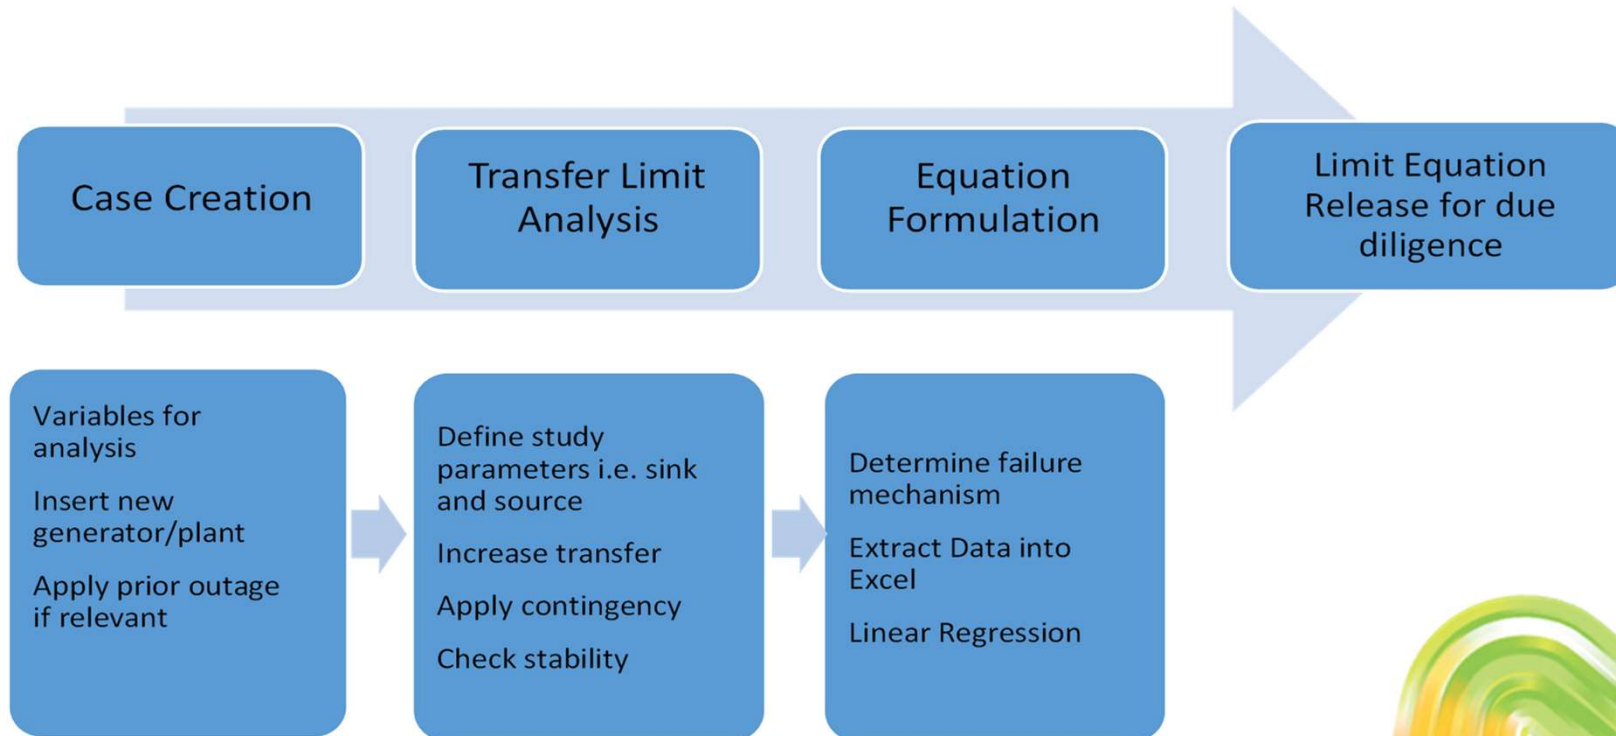 Case Creation
Transfer Limit
Analysis
Equation
Formulation
Limit Equation
Release for due
diligence
Variables for
analysis
Insert new
generator/plant
Apply prior outage
if relevant
Define study
parameters i.e. sink
and source
Increase transfer
Apply contingency
Check stability
Determine failure
mechanism
Extract Data into
Excel
Linear Regression